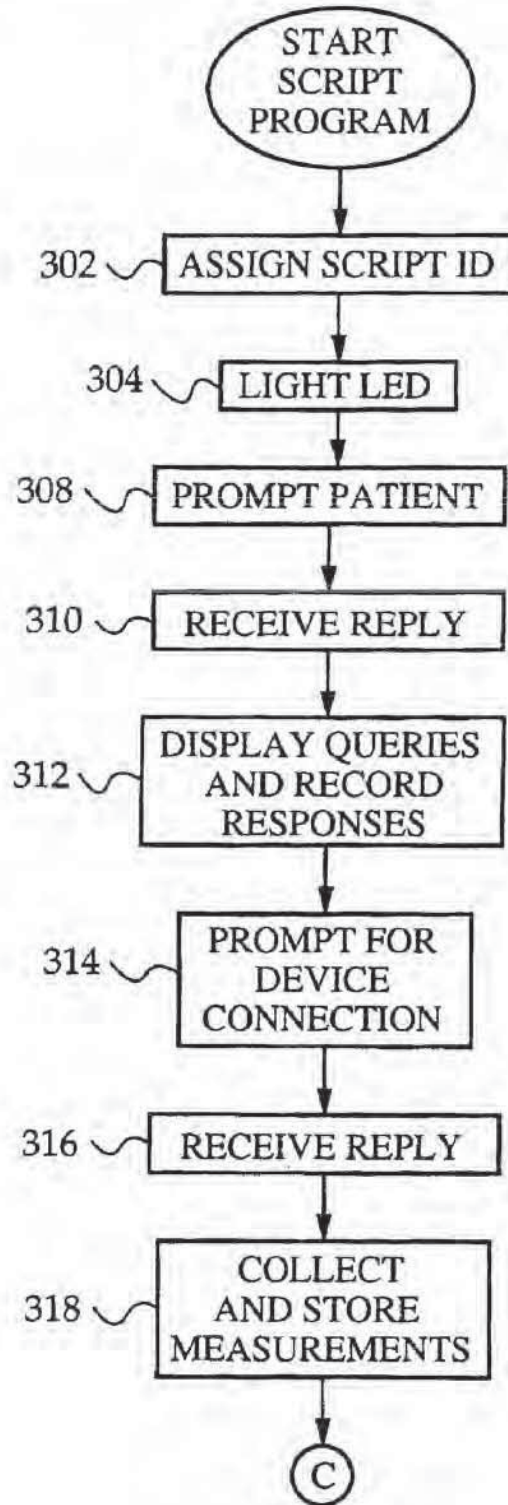 START
SCRIPT
PROGRAM
302 ASSIGN SCRIPT ID
304 LIGHT LED
308 PROMPT PATIENT
310 RECEIVE REPLY
DISPLAY QUERIES
312 AND RECORD
RESPONSES
PROMPT FOR
314 DEVICE
CONNECTION
316 RECEIVE REPLY
COLLECT
318 AND STORE
MEASUREMENTS
C